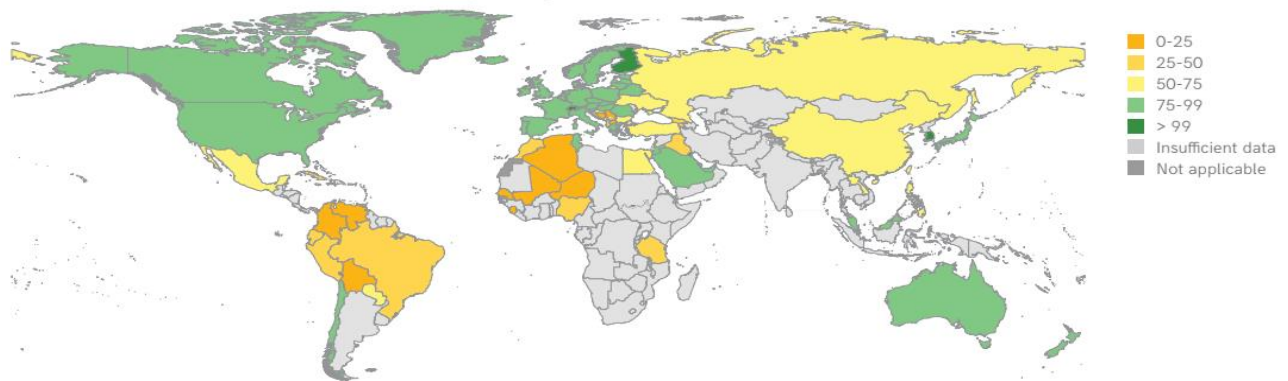 0-25
25-50
50-75
75-99
> 99
Insufficient data
Not applicable